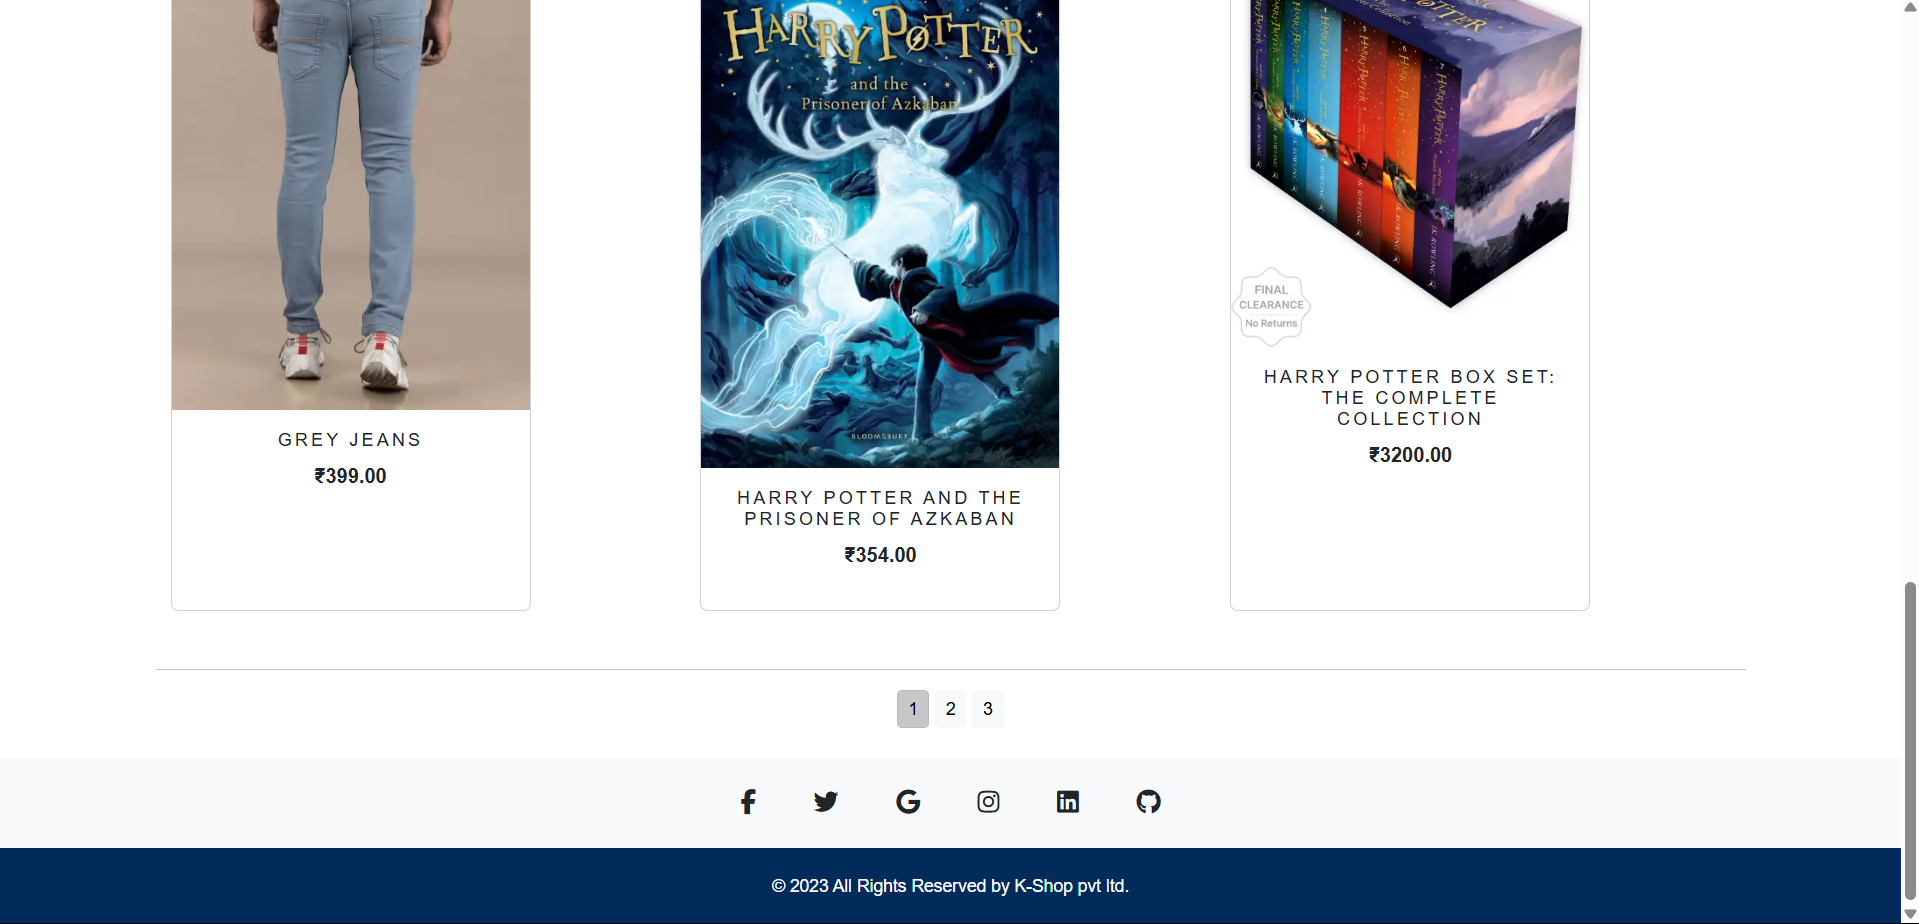 HARRY POTTER
and the
Prisoner of Azkaban
BLOOMSBURY
FINAL
CLEARANCE
No Returns
GREY JEANS
₹399.00
HARRY POTTER AND THE
PRISONER OF AZKABAN
₹354.00
HARRY POTTER BOX SET:
THE COMPLETE
COLLECTION
₹3200.00
1 2 3
© 2023 All Rights Reserved by K-Shop pvt ltd.